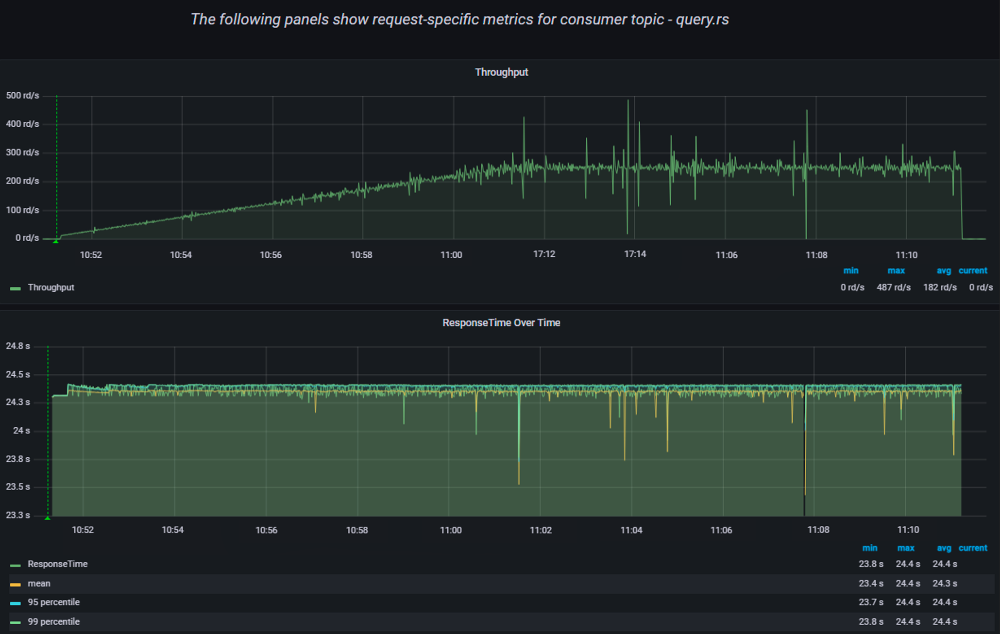 The following panels show request-specific metrics for consumer topic - query.rs
Throughput
500 rd/s
400 rd/s
300 rd/s
200 rd/s
100 rd/s
0 rd/s
10:52 10:54 10:56 10:58 11:00 17:12 17:14 11:06 11:08 11:10
min max avg current
Throughput 0 rd/s 487 rd/s 182 rd/s 0 rd/s
ResponseTime Over Time
24.8 s
24.5 s
24.3 s
24 s
23.8 s
23.5 s
23.3 s
10:52 10:54 10:56 10:58 11:00 11:02 11:04 11:06 11:08 11:10
min max avg current
ResponseTime 23.8 s 24.4 s 24.4 s
mean 23.4 s 24.4 s 24.3 s
95 percentile 23.7 s 24.4 s 24.4 s
99 percentile 23.8 s 24.4 s 24.4 s